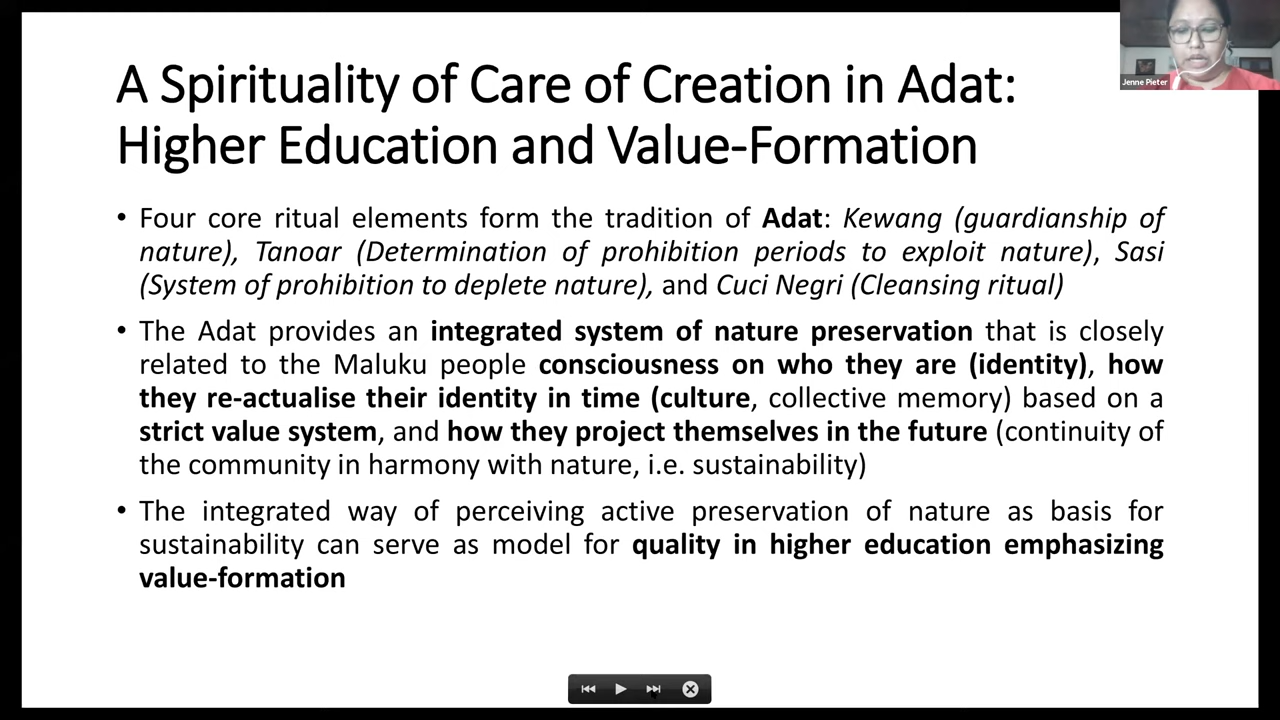 A Spirituality of Care of Creation in Adat:
Higher Education and Value-Formation
Jenne Pieter
• Four core ritual elements form the tradition of Adat: Kewang (guardianship of
nature), Tanoar (Determination of prohibition periods to exploit nature), Sasi
(System of prohibition to deplete nature), and Cuci Negri (Cleansing ritual)
• The Adat provides an integrated system of nature preservation that is closely
related to the Maluku people consciousness on who they are (identity), how
they re-actualise their identity in time (culture, collective memory) based on a
strict value system, and how they project themselves in the future (continuity of
the community in harmony with nature, i.e. sustainability)
• The integrated way of perceiving active preservation of nature as basis for
sustainability can serve as model for quality in higher education emphasizing
value-formation